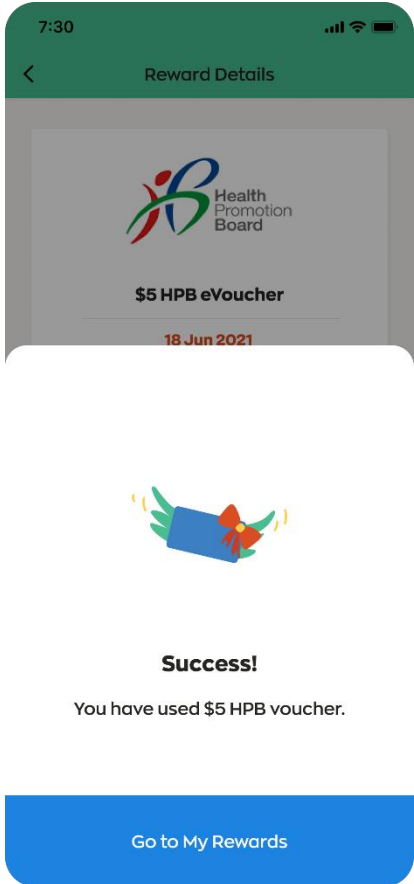 7:30
Reward Details
Health
Promotion
Board
$5 HPB eVoucher
18 Jun 2021
Success!
You have used $5 HPB voucher.
Go to My Rewards